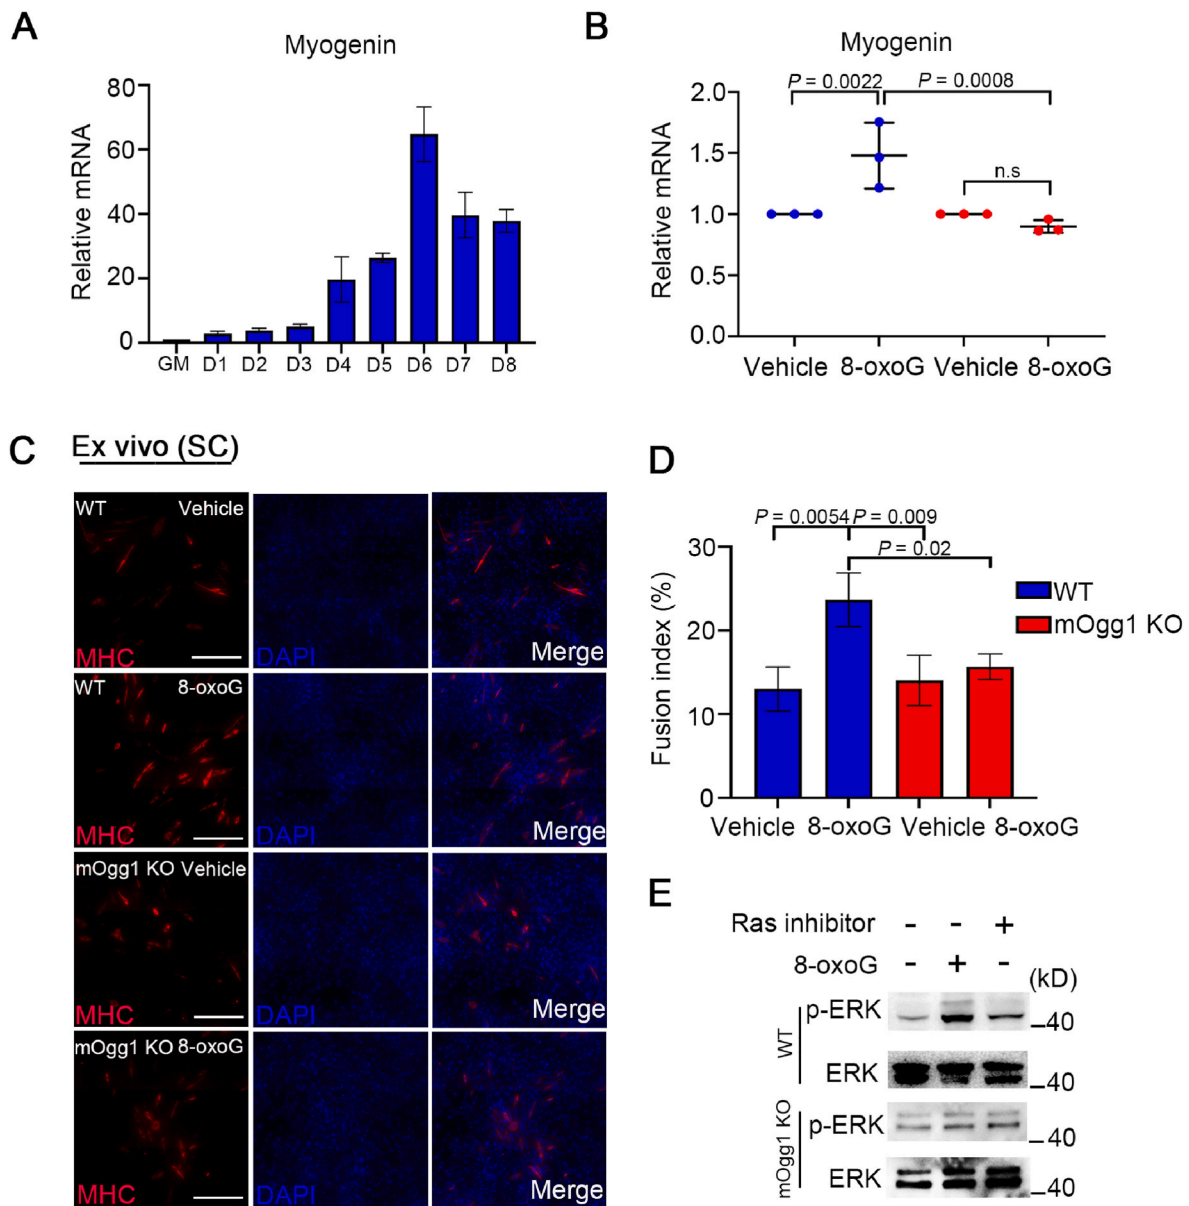 A
Myogenin
Relative mRNA
80
60
40
20
0
GM D1 D2 D3 D4 D5 D6 D7 D8
B
Myogenin
P = 0.0022 P = 0.0008
n.s
Relative mRNA
2.0
1.5
1.0
0.5
0.0
Vehicle 8-oxoG Vehicle 8-oxoG
C
Ex vivo (SC)
WT Vehicle
MHC DAPI Merge
WT 8-oxoG
MHC DAPI Merge
mOgg1 KO Vehicle
MHC DAPI Merge
mOgg1 KO 8-oxoG
MHC DAPI Merge
D
P = 0.0054 P = 0.009
P = 0.02
Fusion index (%)
30
20
10
0
Vehicle 8-oxoG Vehicle 8-oxoG
WT
mOgg1 KO
E
Ras inhibitor - - +
8-oxoG - + -
(kD)
WT
p-ERK 40
ERK 40
mOgg1 KO
p-ERK 40
ERK 40